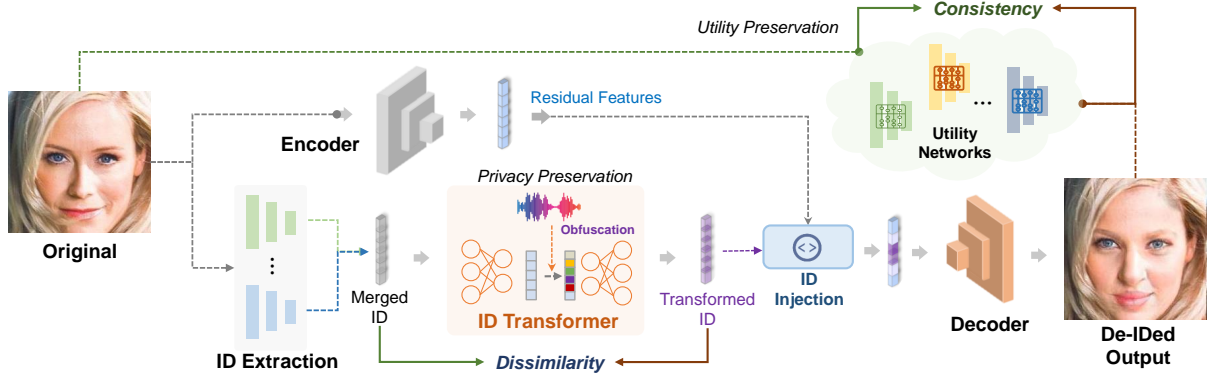 Utility Preservation
Consistency
Residual Features
Encoder
...
Utility
Networks
Privacy Preservation
Original
Obfuscation
...
< >
ID
Injection
Merged
ID
ID Transformer
Transformed
ID
Decoder
De-IDed
Output
ID Extraction
Dissimilarity